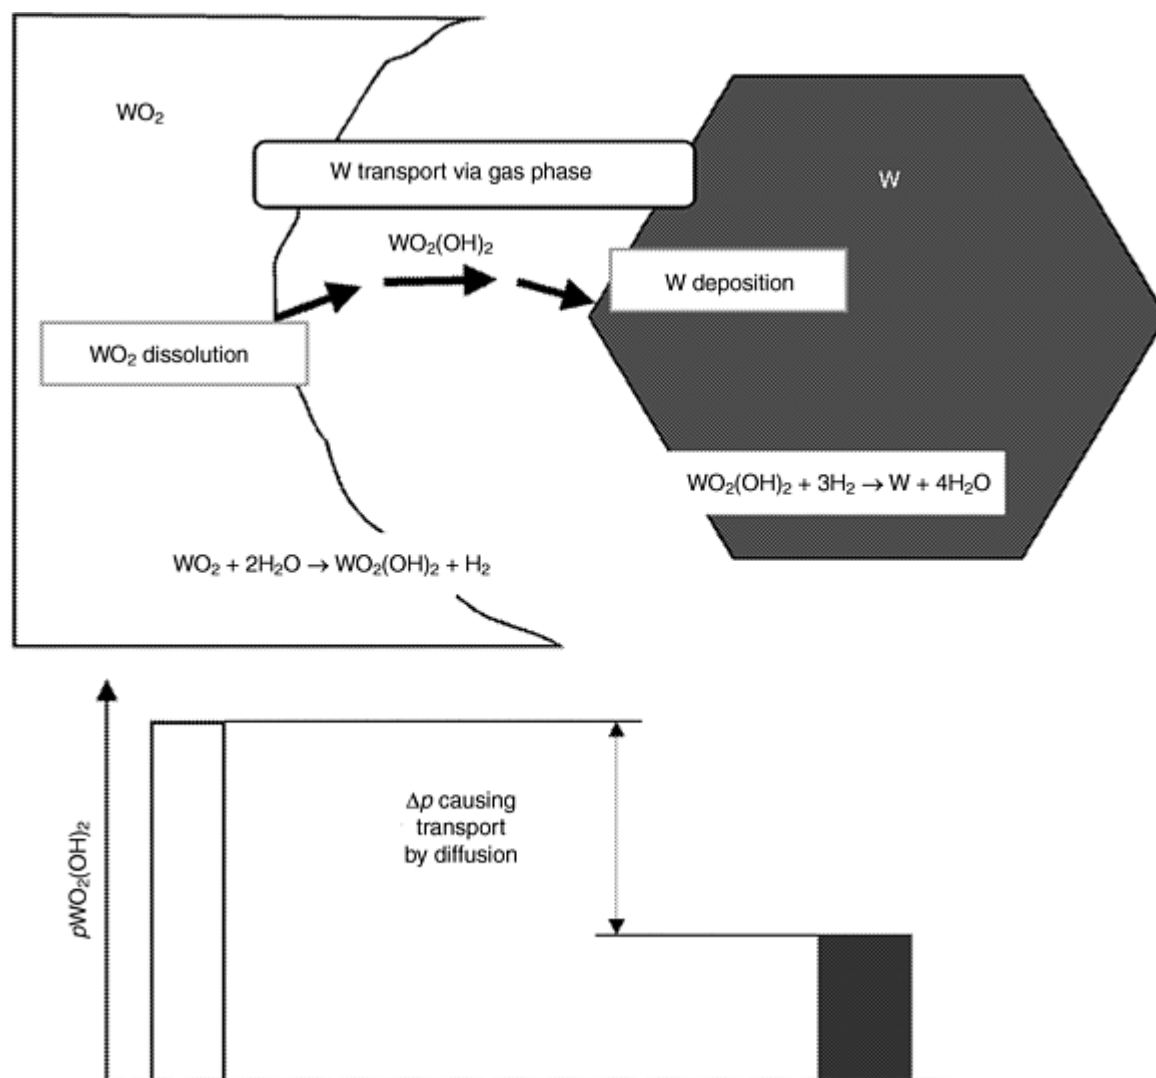 WO₂
W transport via gas phase
W
WO₂(OH)₂
W deposition
WO₂ dissolution
WO₂(OH)₂ + 3H₂ → W + 4H₂O
WO₂ + 2H₂O → WO₂(OH)₂ + H₂
pWO₂(OH)₂
Δp causing
transport
by diffusion